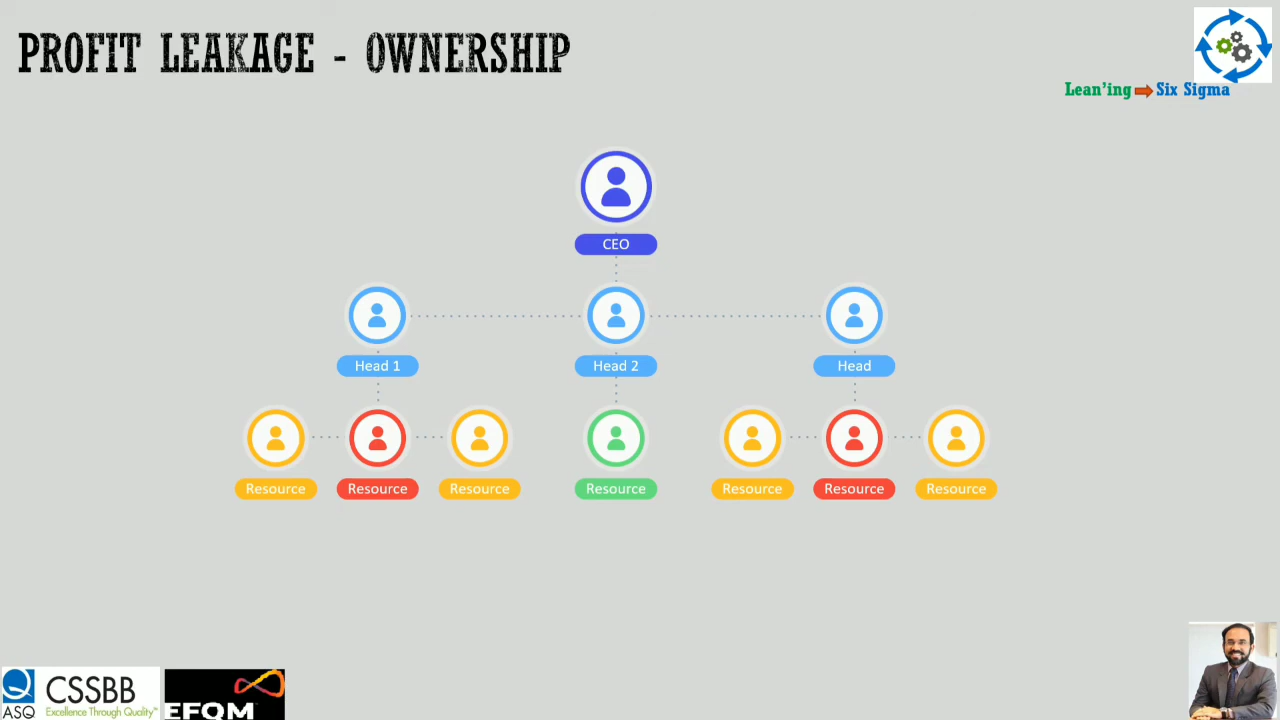 PROFIT LEAKAGE - OWNERSHIP
Lean'ing Six Sigma
CEO
Head 1 Head 2 Head
Resource Resource Resource Resource Resource Resource Resource
ASQ CSSBB
Excellence Through Quality™
EFQM